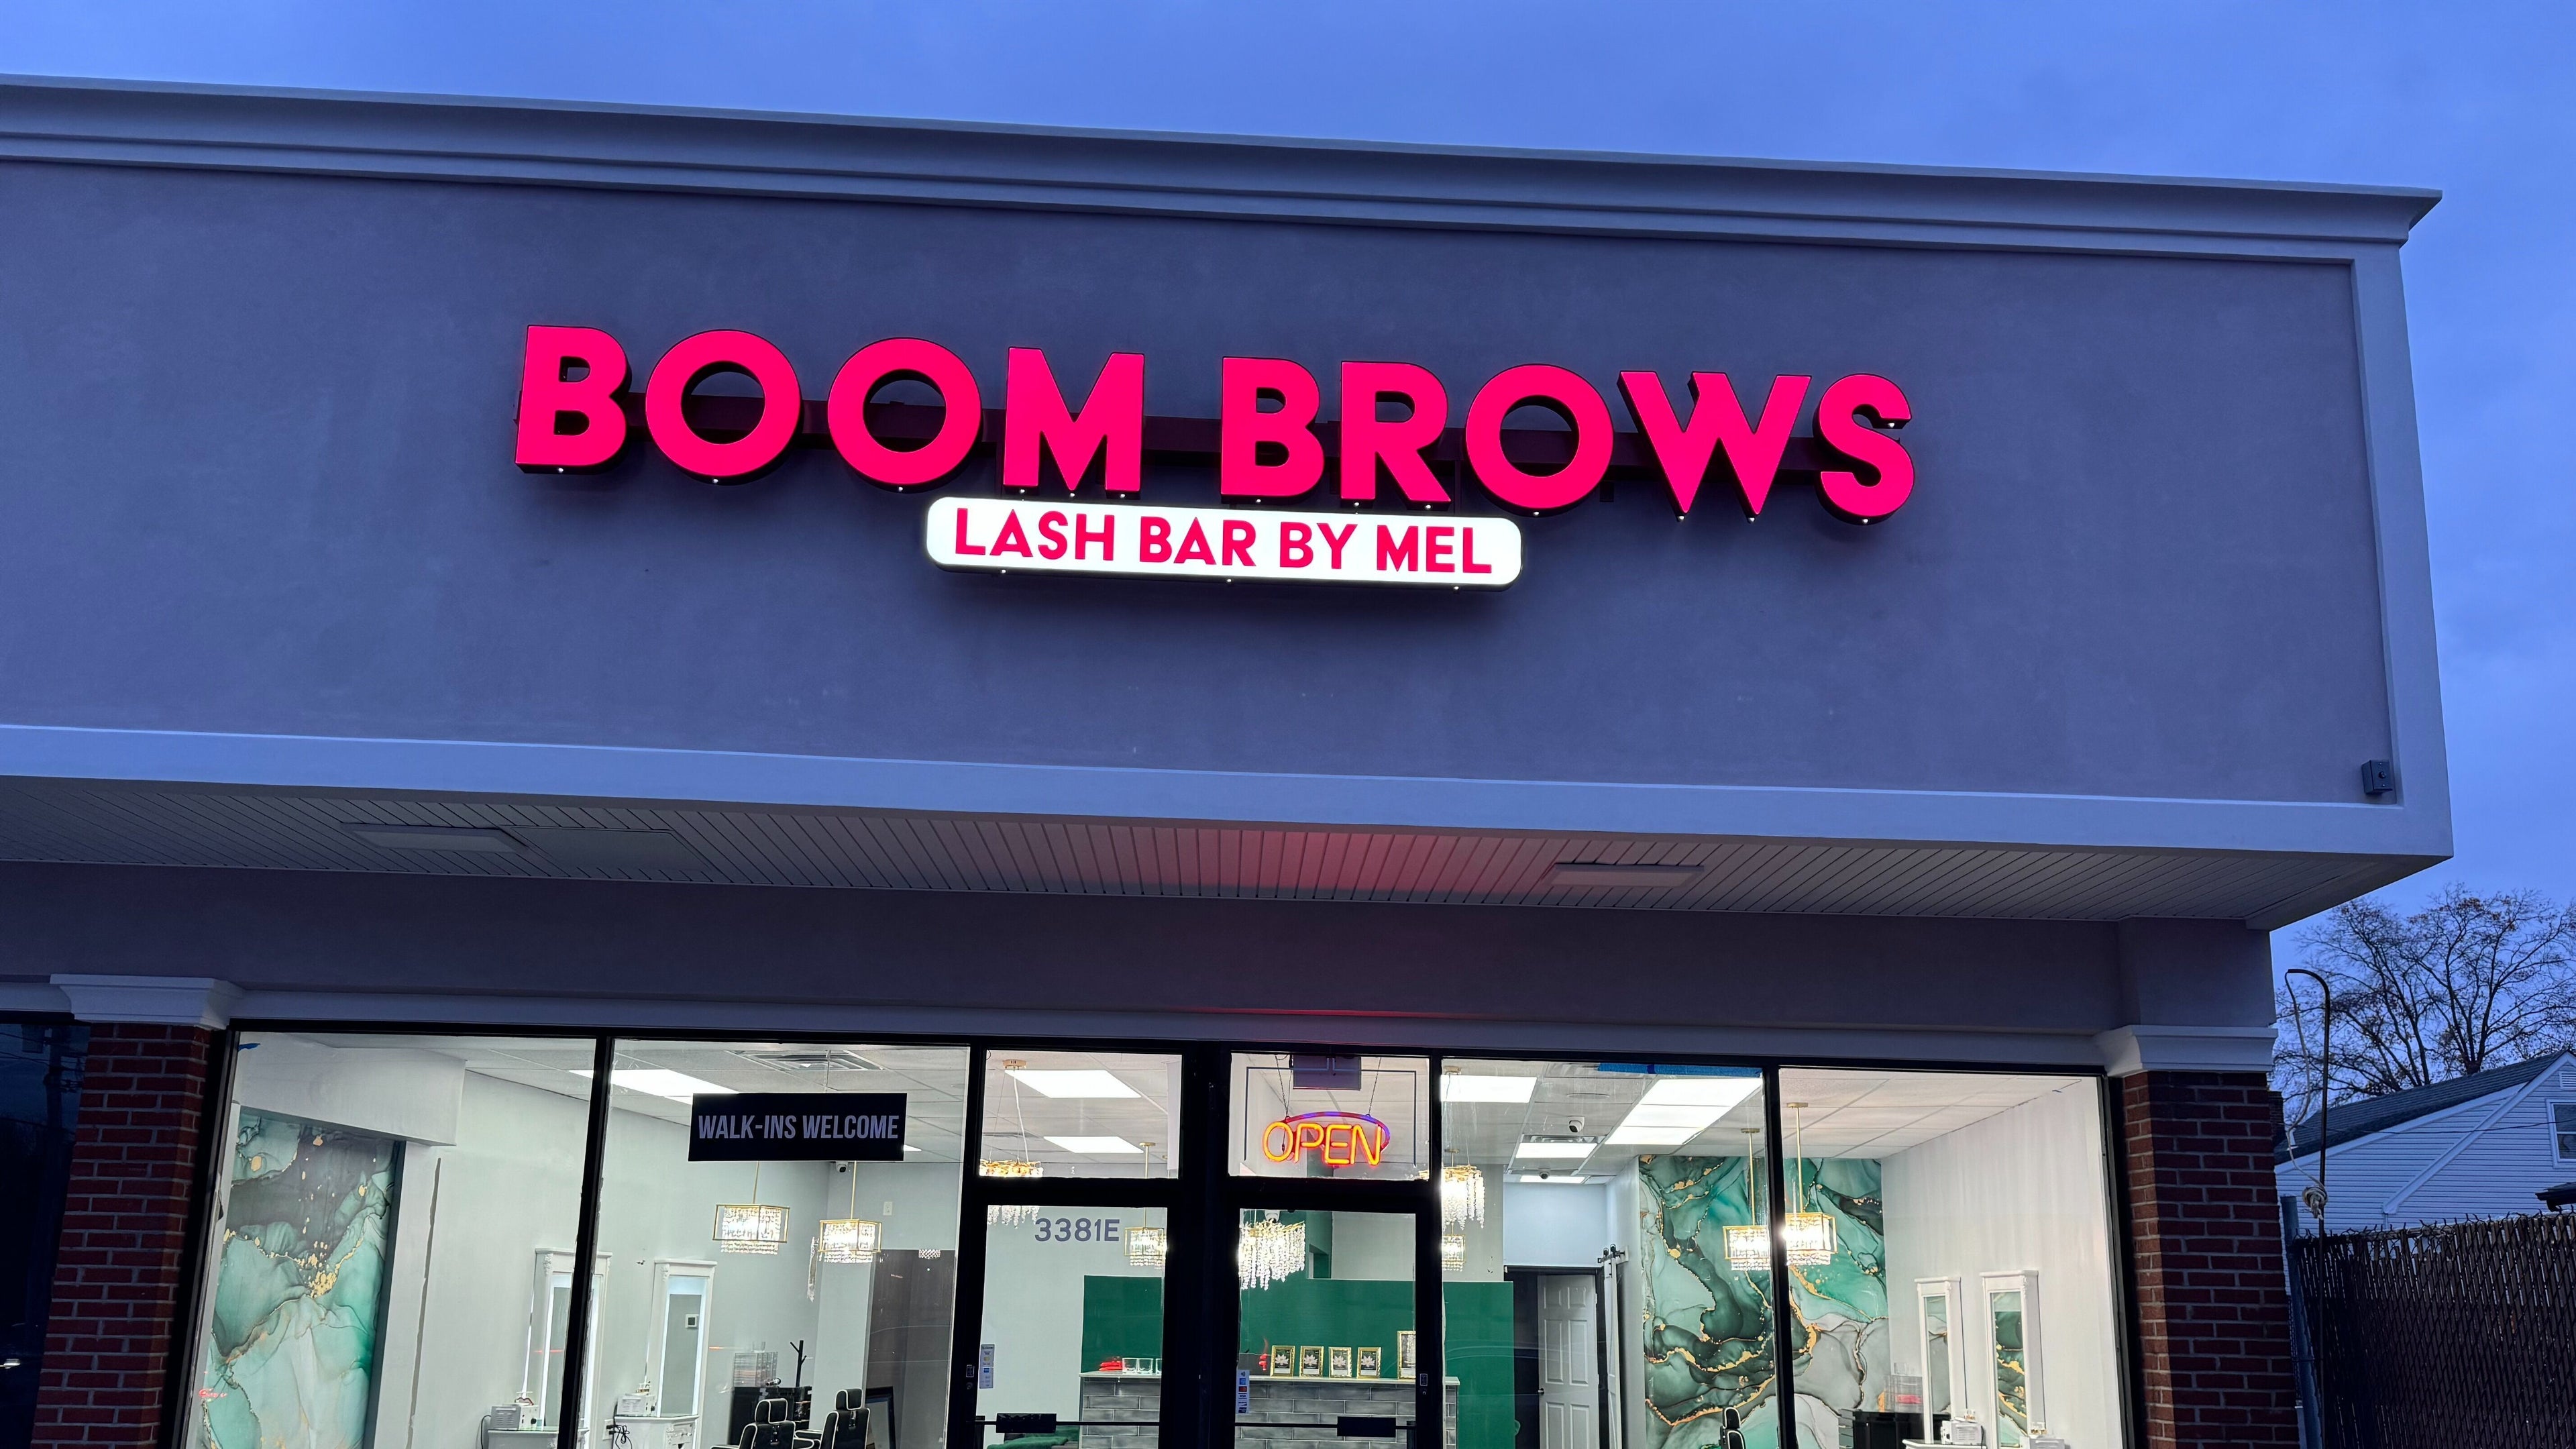 BOOM BROWS
LASH BAR BY MEL
WALK-INS WELCOME
OPEN
3381E